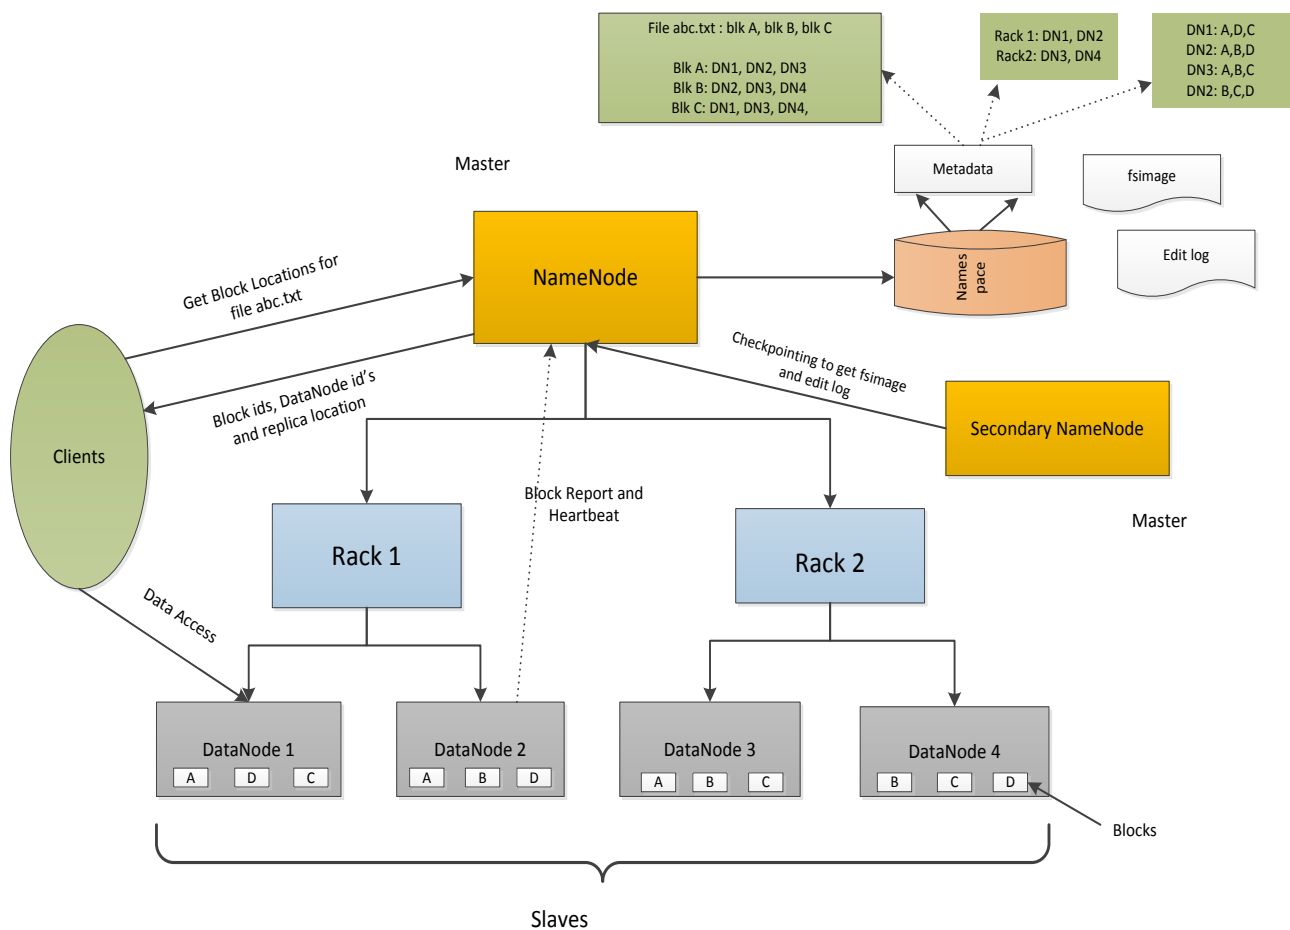 File abc.txt : blk A, blk B, blk C
Blk A: DN1, DN2, DN3
Blk B: DN2, DN3, DN4
Blk C: DN1, DN3, DN4,
Rack 1: DN1, DN2
Rack2: DN3, DN4
DN1: A,D,C
DN2: A,B,D
DN3: A,B,C
DN2: B,C,D
Master
Metadata
fsimage
NameNode
Names
pace
Edit log
Get Block Locations for
file abc.txt
Checkpointing to get fsimage
and edit log
Block ids, DataNode id's
and replica location
Secondary NameNode
Clients
Block Report and
Heartbeat
Master
Rack 1
Rack 2
Data Access
DataNode 1
A D C
DataNode 2
A B D
DataNode 3
A B C
DataNode 4
B C D
Blocks
Slaves